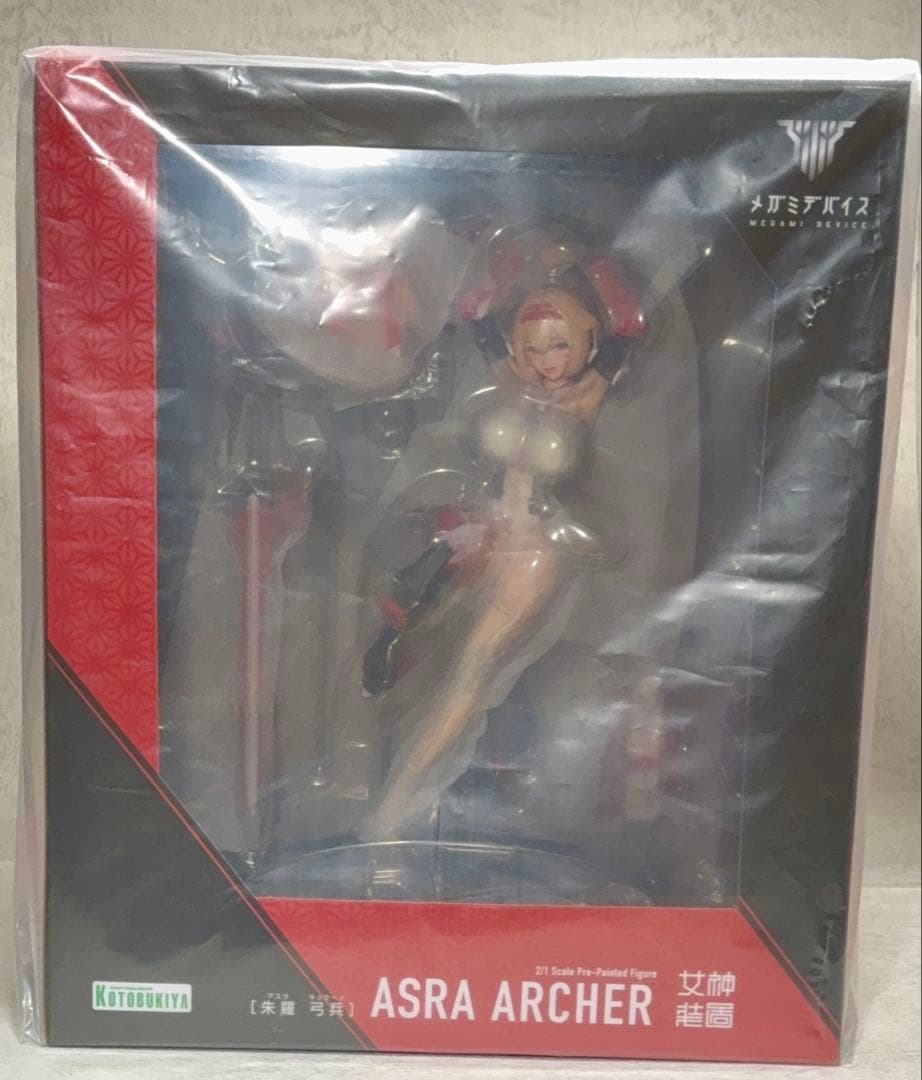 メガミデバイス
MEGAMI DEVICE
2/1 Scale Pre-Painted Figure
アスラ キュウヘイ
[朱羅 弓兵] ASRA ARCHER
女神装置
KOTOBUKIYA